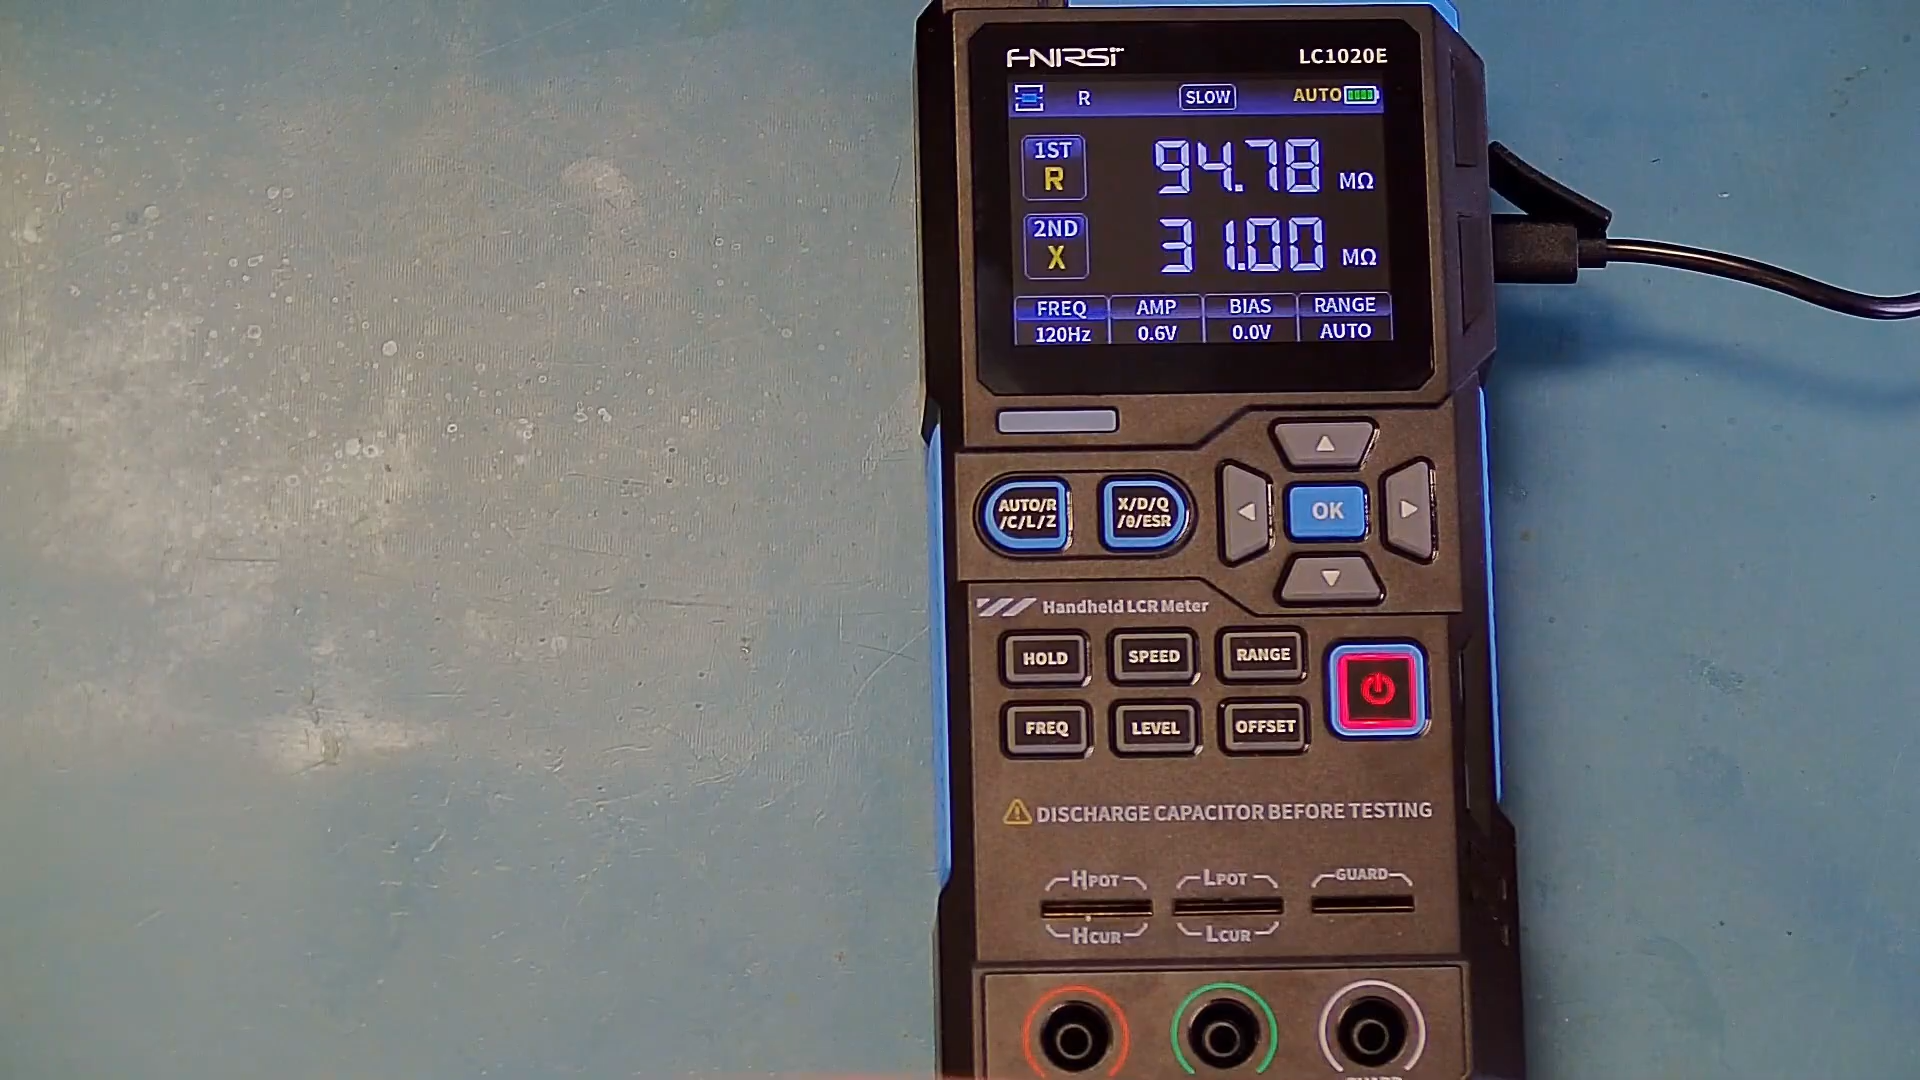 FNIRSI LC1020E
R SLOW AUTO
1ST
R 94.78 MΩ
2ND
X 31.00 MΩ
FREQ AMP BIAS RANGE
120Hz 0.6V 0.0V AUTO
AUTO/R
/C/L/Z
X/D/Q
/θ/ESR
OK
Handheld LCR Meter
HOLD SPEED RANGE
FREQ LEVEL OFFSET
DISCHARGE CAPACITOR BEFORE TESTING
HPOT LPOT GUARD
HCUR LCUR